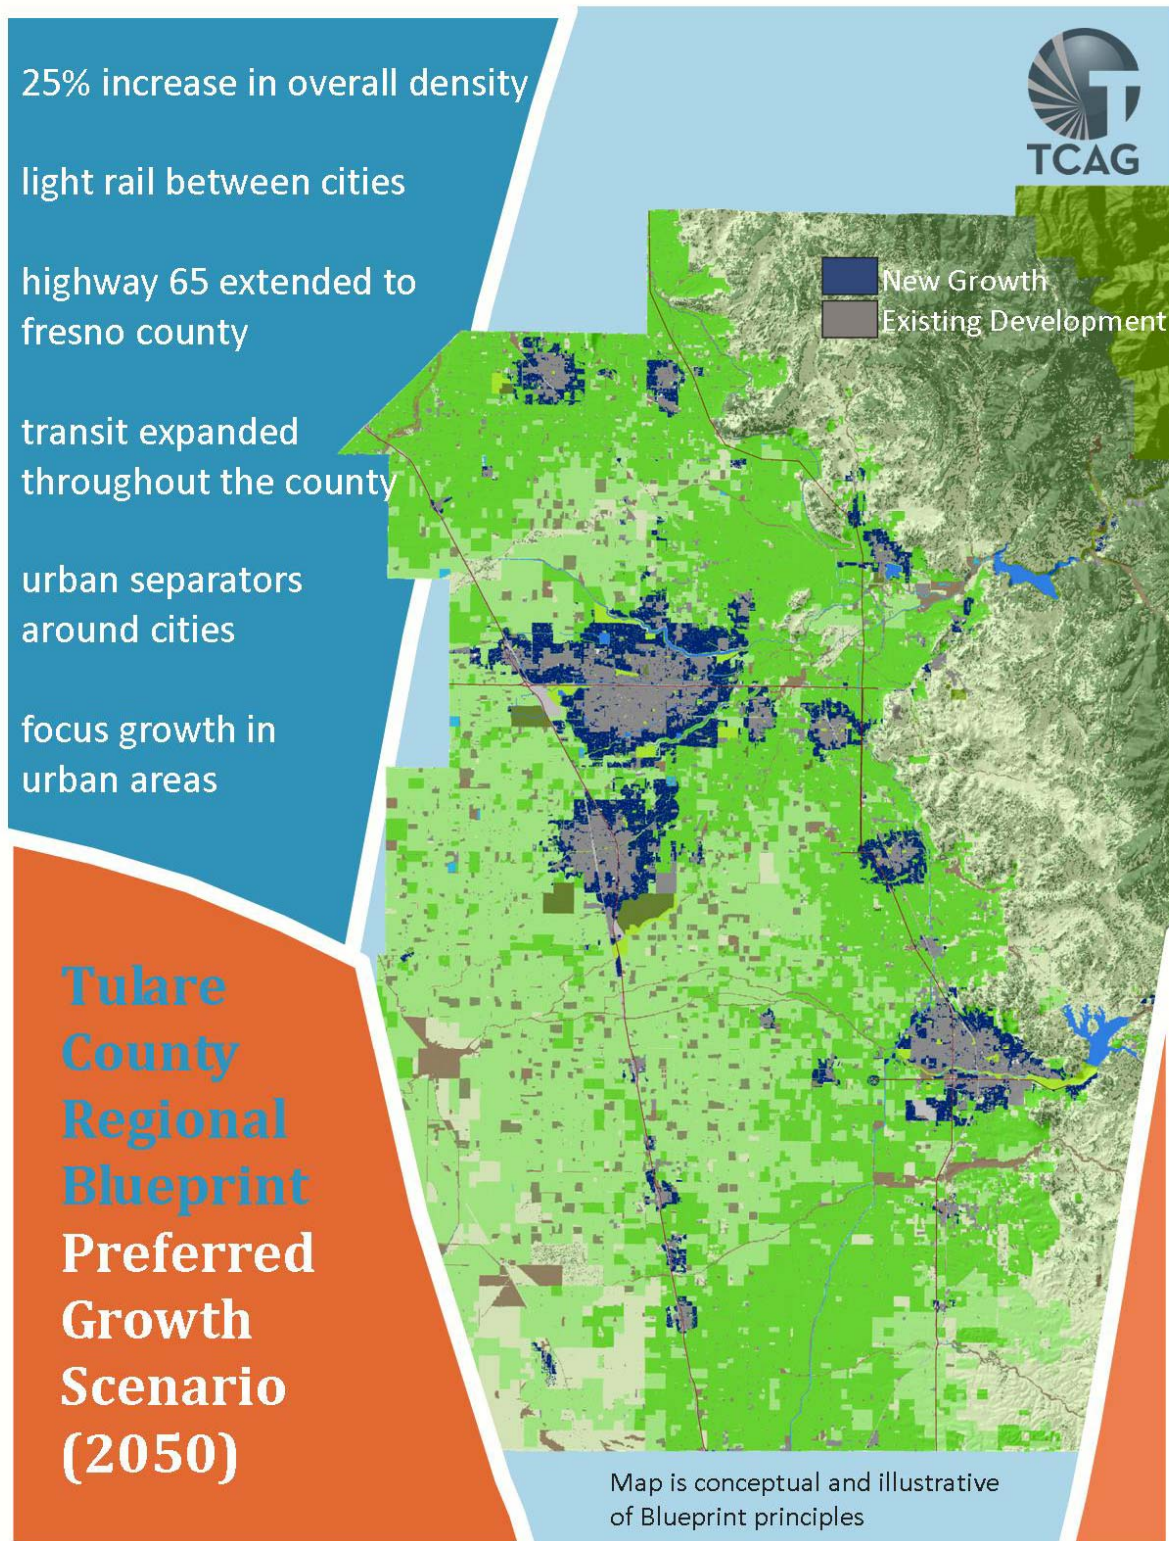 25% increase in overall density
light rail between cities
highway 65 extended to
fresno county
transit expanded
throughout the county
urban separators
around cities
focus growth in
urban areas
TCAG
New Growth
Existing Development
Tulare
County
Regional
Blueprint
Preferred
Growth
Scenario
(2050)
Map is conceptual and illustrative
of Blueprint principles